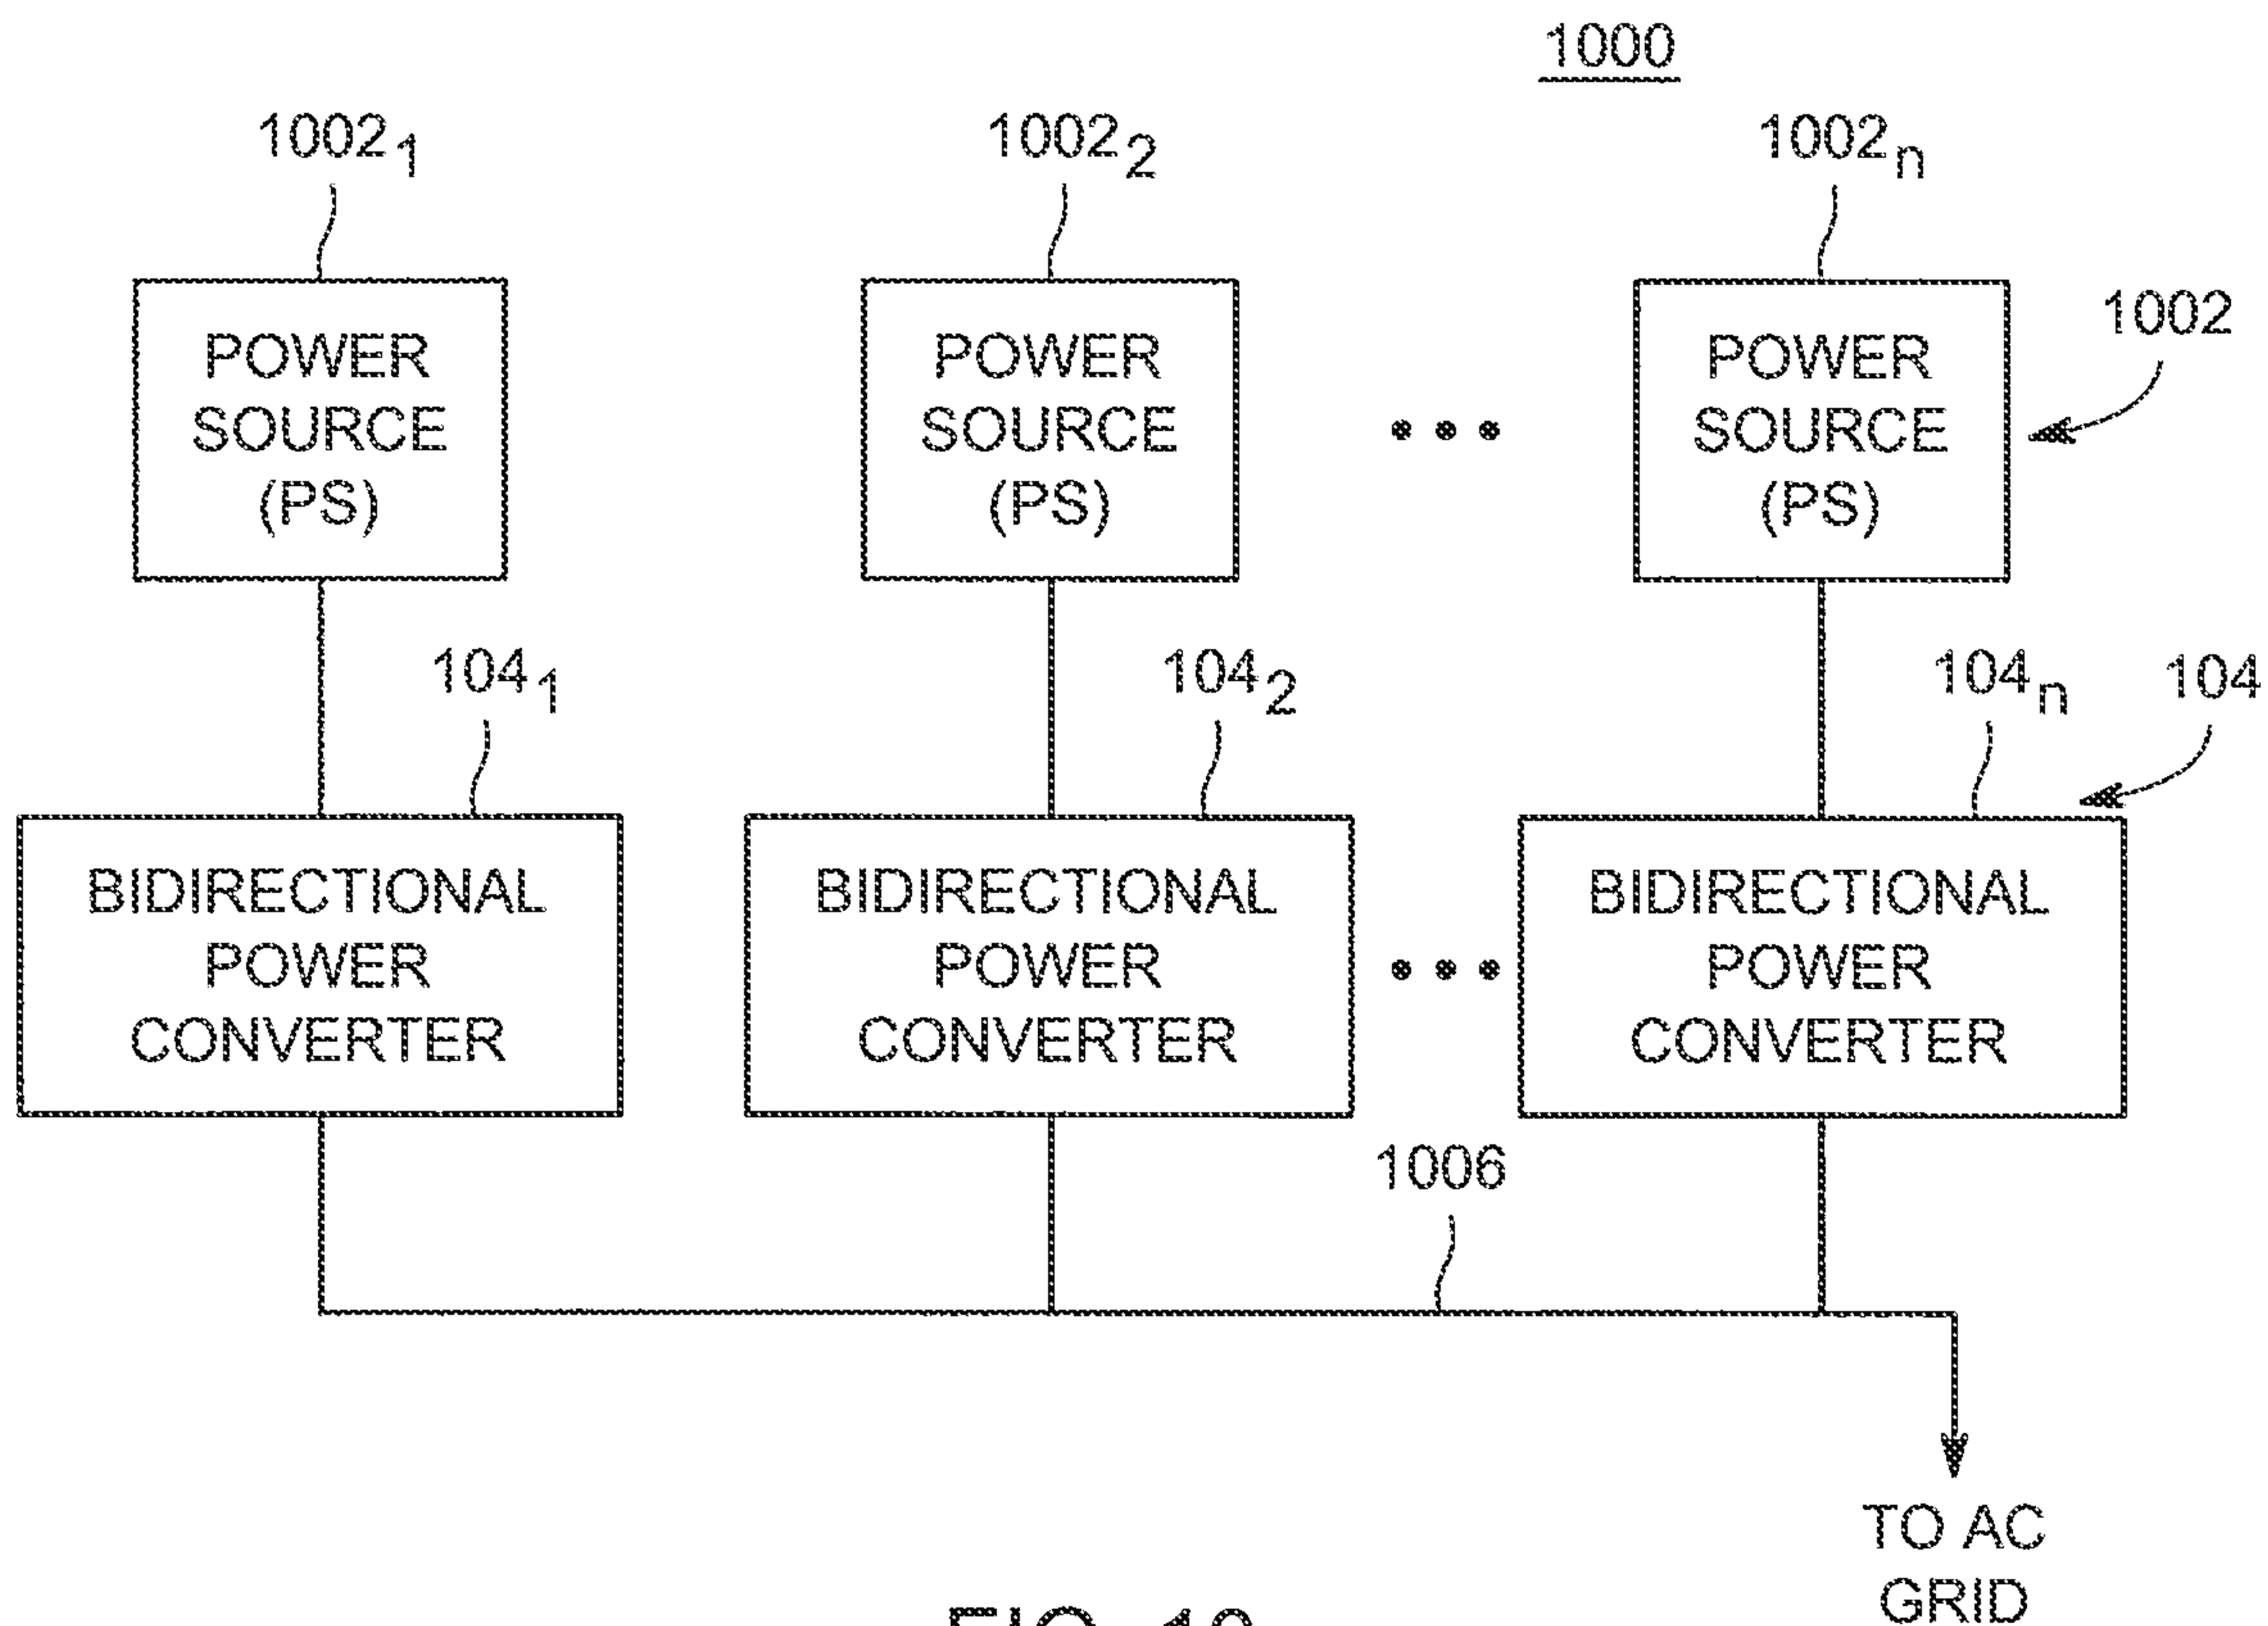 1000
1002₁ 1002₂ 1002ₙ
POWER SOURCE (PS)
POWER SOURCE (PS)
POWER SOURCE (PS)
1002
104₁ 104₂ 104ₙ 104
BIDIRECTIONAL POWER CONVERTER
BIDIRECTIONAL POWER CONVERTER
BIDIRECTIONAL POWER CONVERTER
1006
TO AC
GRID
FIG.